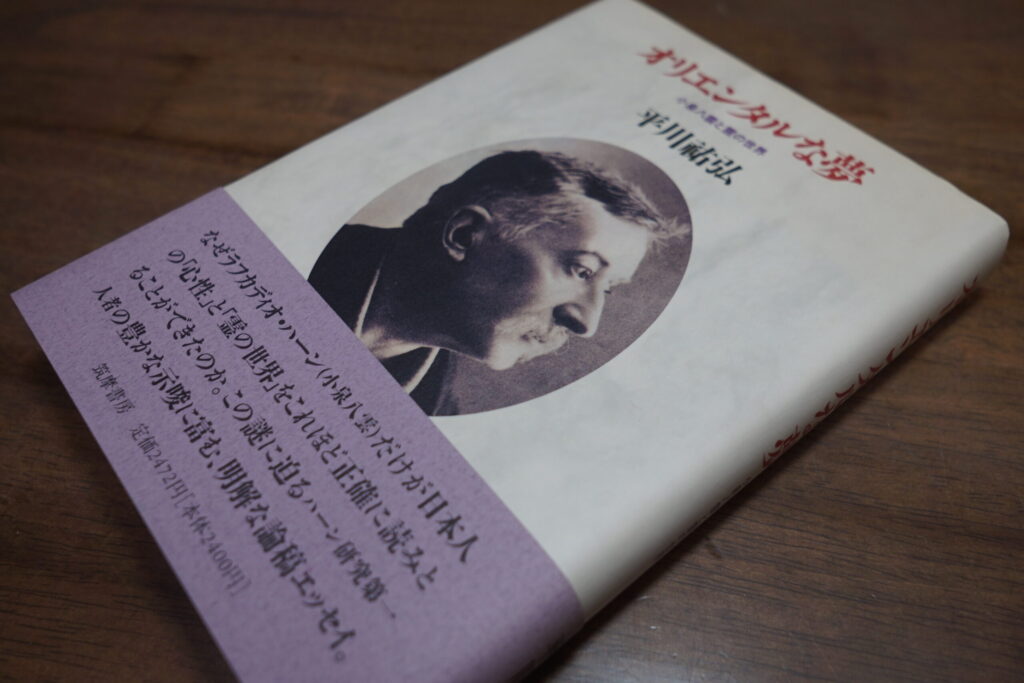 オリエンタルな夢
小泉八雲と霊の世界
平川祐弘
なぜラフカディオ・ハーン(小泉八雲)だけが日本人
の「心性」と「霊の世界」をこれほど正確に読みと
ることができたのか。この謎に迫るハーン研究第一
人者の豊かな示唆に富む、明解な論稿エッセイ。
筑摩書房 定価2472円[本体2400円]